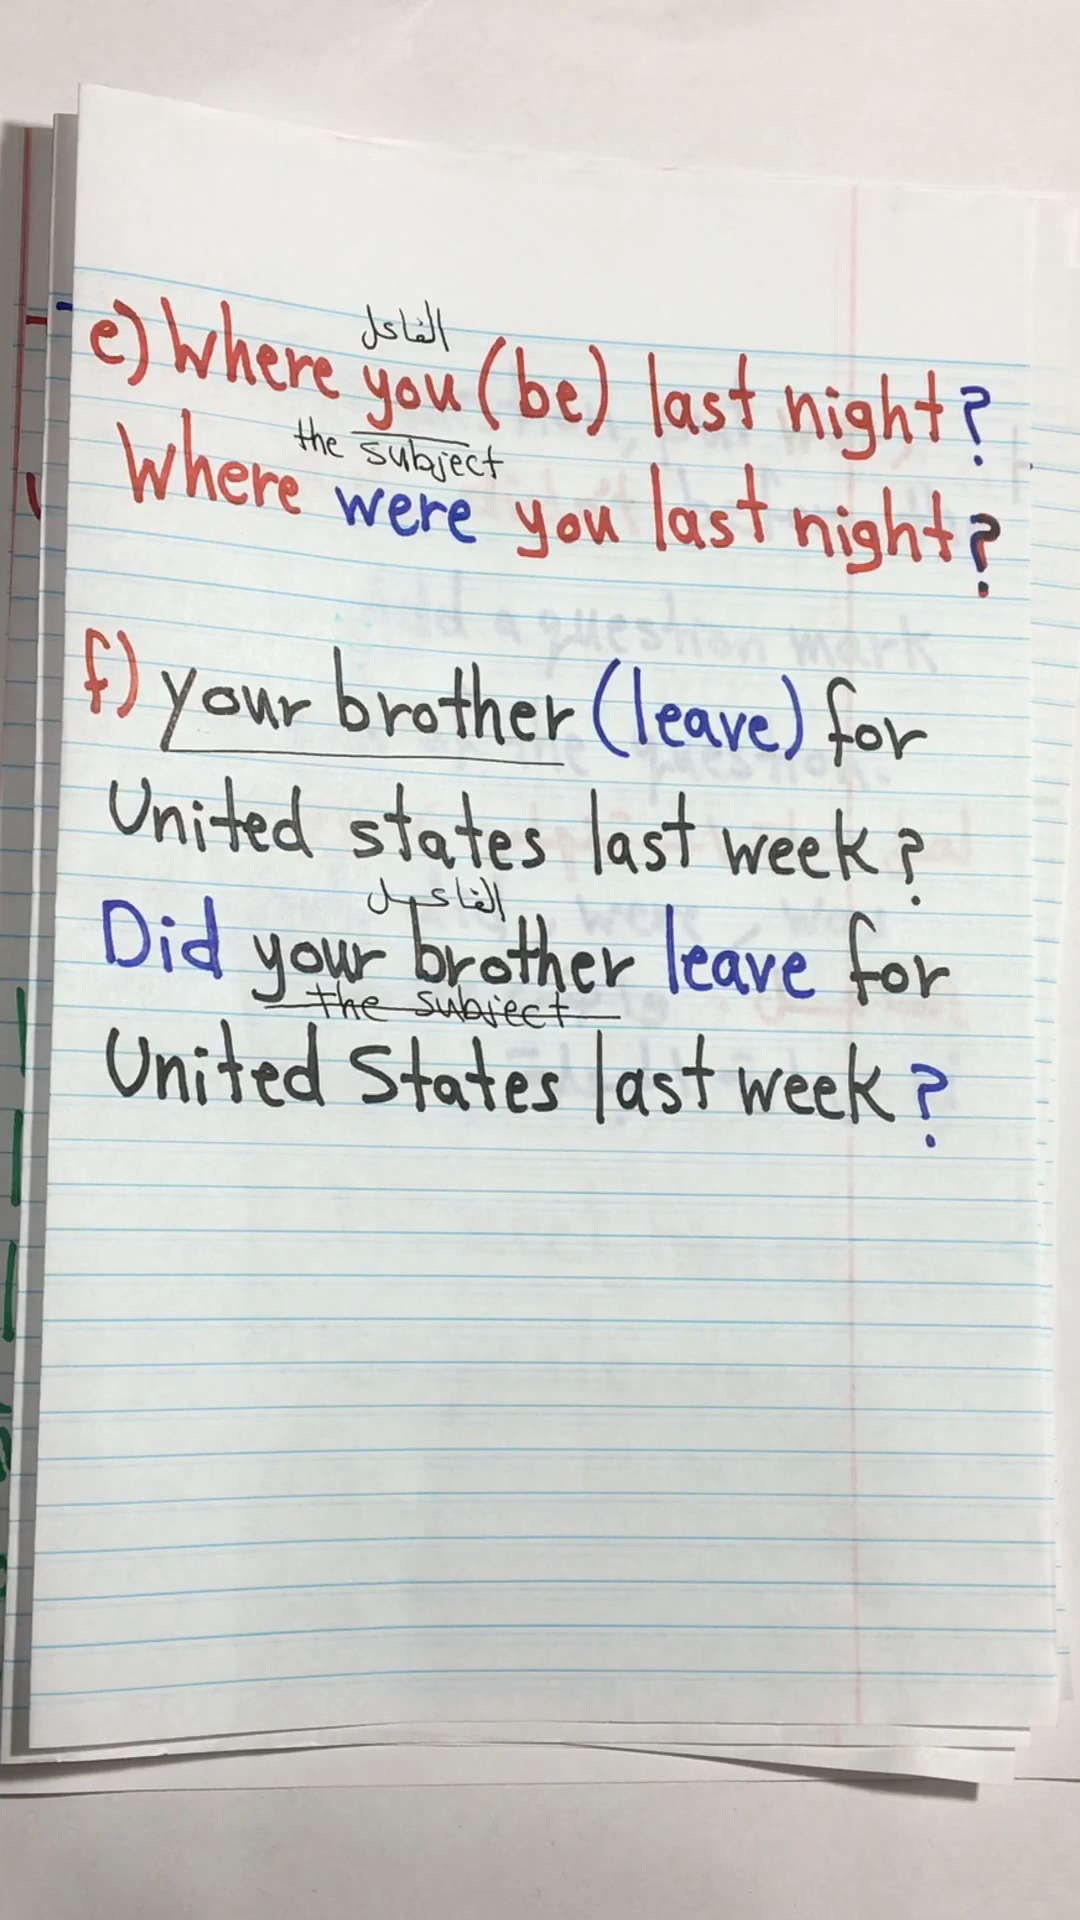 الفاعل
e) Where you (be) last night?
the subject
Where were you last night?
f) your brother (leave) for
United states last week?
الفاعل
Did your brother leave for
the subject
United States last week?